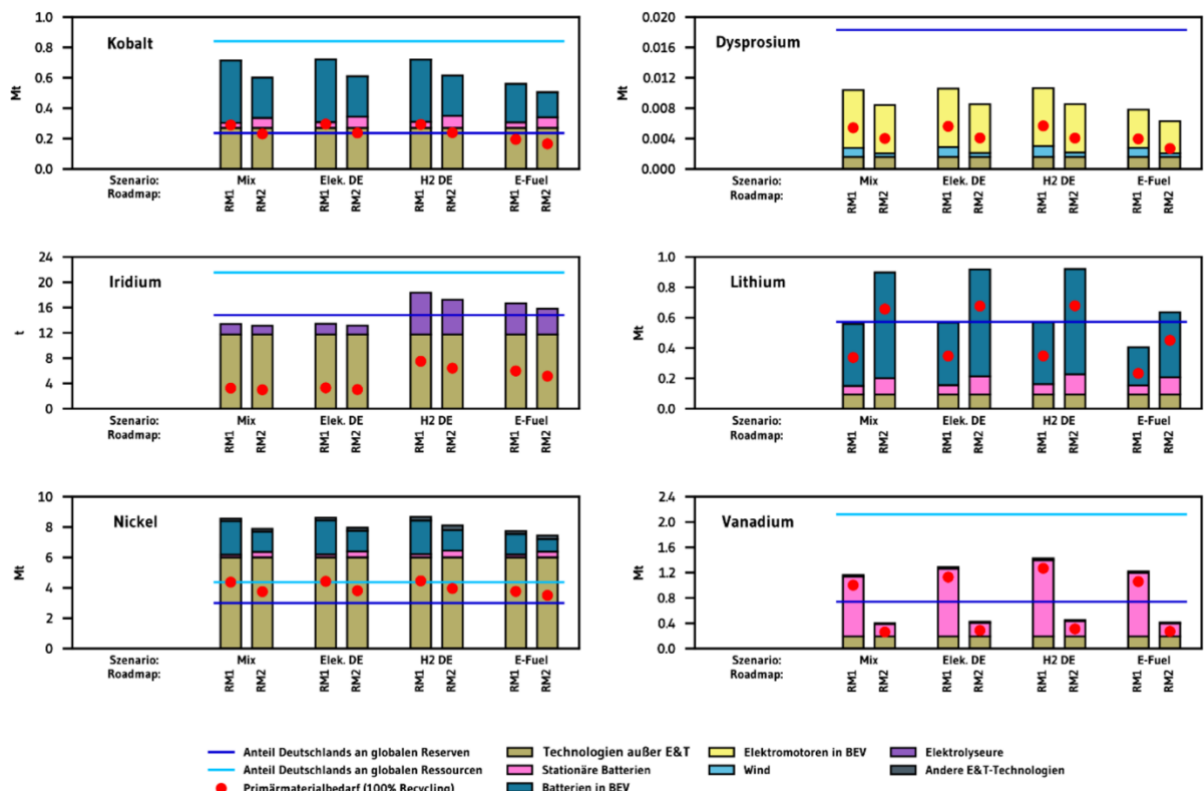 Kobalt
Mt
1.0
0.8
0.6
0.4
0.2
0.0
Szenario: Mix Elek. DE H2 DE E-Fuel
Roadmap: RM1 RM2 RM1 RM2 RM1 RM2 RM1 RM2
Dysprosium
Mt
0.020
0.016
0.012
0.008
0.004
0.000
Szenario: Mix Elek. DE H2 DE E-Fuel
Roadmap: RM1 RM2 RM1 RM2 RM1 RM2 RM1 RM2
Iridium
t
24
20
16
12
8
4
0
Szenario: Mix Elek. DE H2 DE E-Fuel
Roadmap: RM1 RM2 RM1 RM2 RM1 RM2 RM1 RM2
Lithium
Mt
1.0
0.8
0.6
0.4
0.2
0.0
Szenario: Mix Elek. DE H2 DE E-Fuel
Roadmap: RM1 RM2 RM1 RM2 RM1 RM2 RM1 RM2
Nickel
Mt
10
8
6
4
2
0
Szenario: Mix Elek. DE H2 DE E-Fuel
Roadmap: RM1 RM2 RM1 RM2 RM1 RM2 RM1 RM2
Vanadium
Mt
2.4
2.0
1.6
1.2
0.8
0.4
0.0
Szenario: Mix Elek. DE H2 DE E-Fuel
Roadmap: RM1 RM2 RM1 RM2 RM1 RM2 RM1 RM2
Anteil Deutschlands an globalen Reserven
Anteil Deutschlands an globalen Ressourcen
Primärmaterialbedarf (100% Recycling)
Technologien außer E&T
Stationäre Batterien
Batterien in BEV
Elektromotoren in BEV
Wind
Elektrolyseure
Andere E&T-Technologien